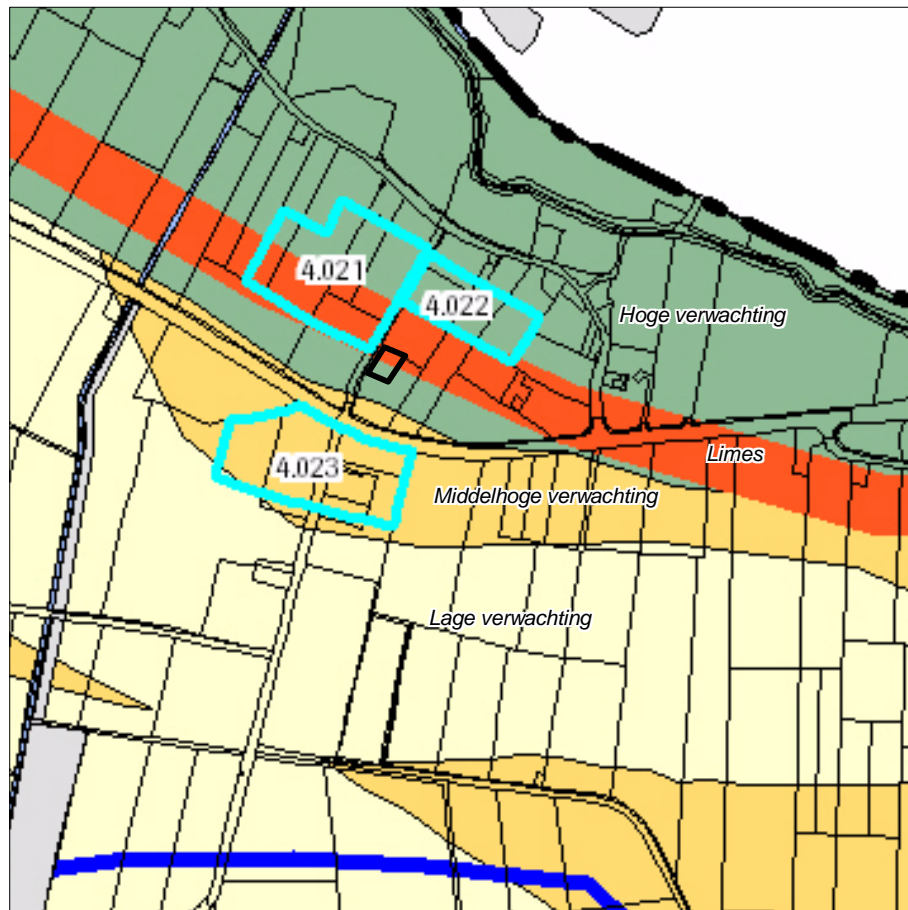 4.021
4.022
Hoge verwachting
Limes
4.023
Middelhoge verwachting
Lage verwachting